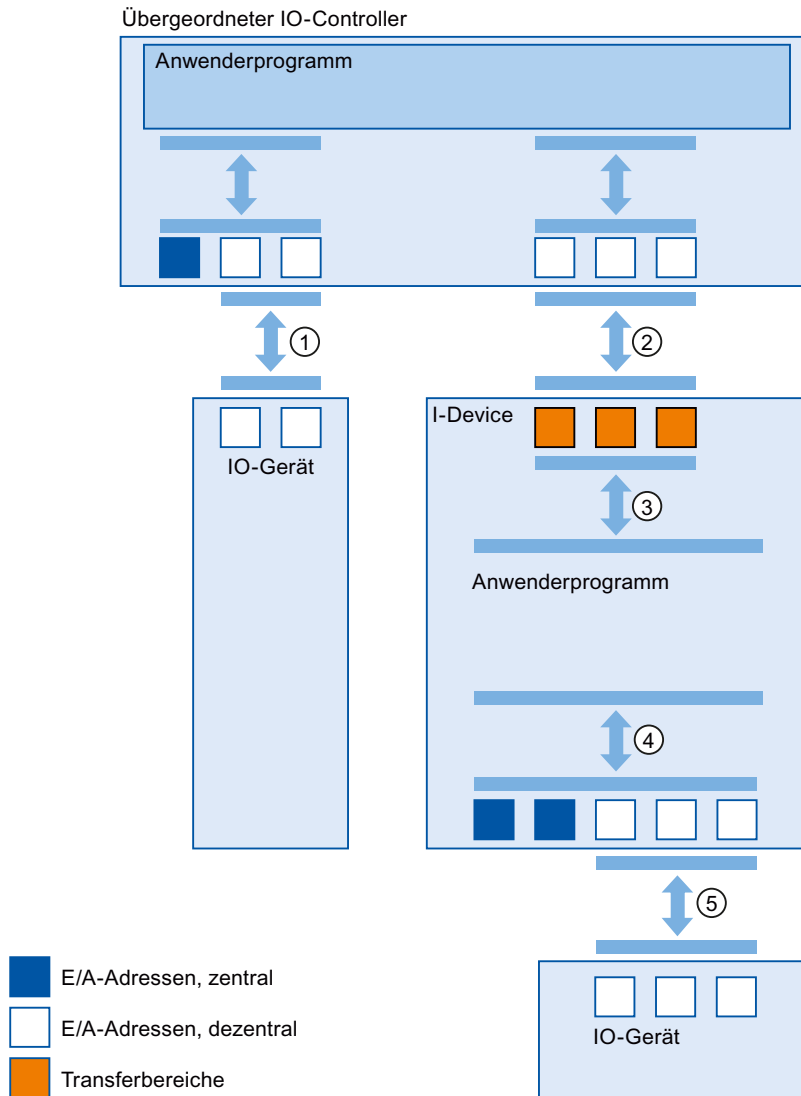 Übergeordneter IO-Controller
Anwenderprogramm
1
2
I-Device
IO-Gerät
3
Anwenderprogramm
4
5
E/A-Adressen, zentral
E/A-Adressen, dezentral
IO-Gerät
Transferbereiche